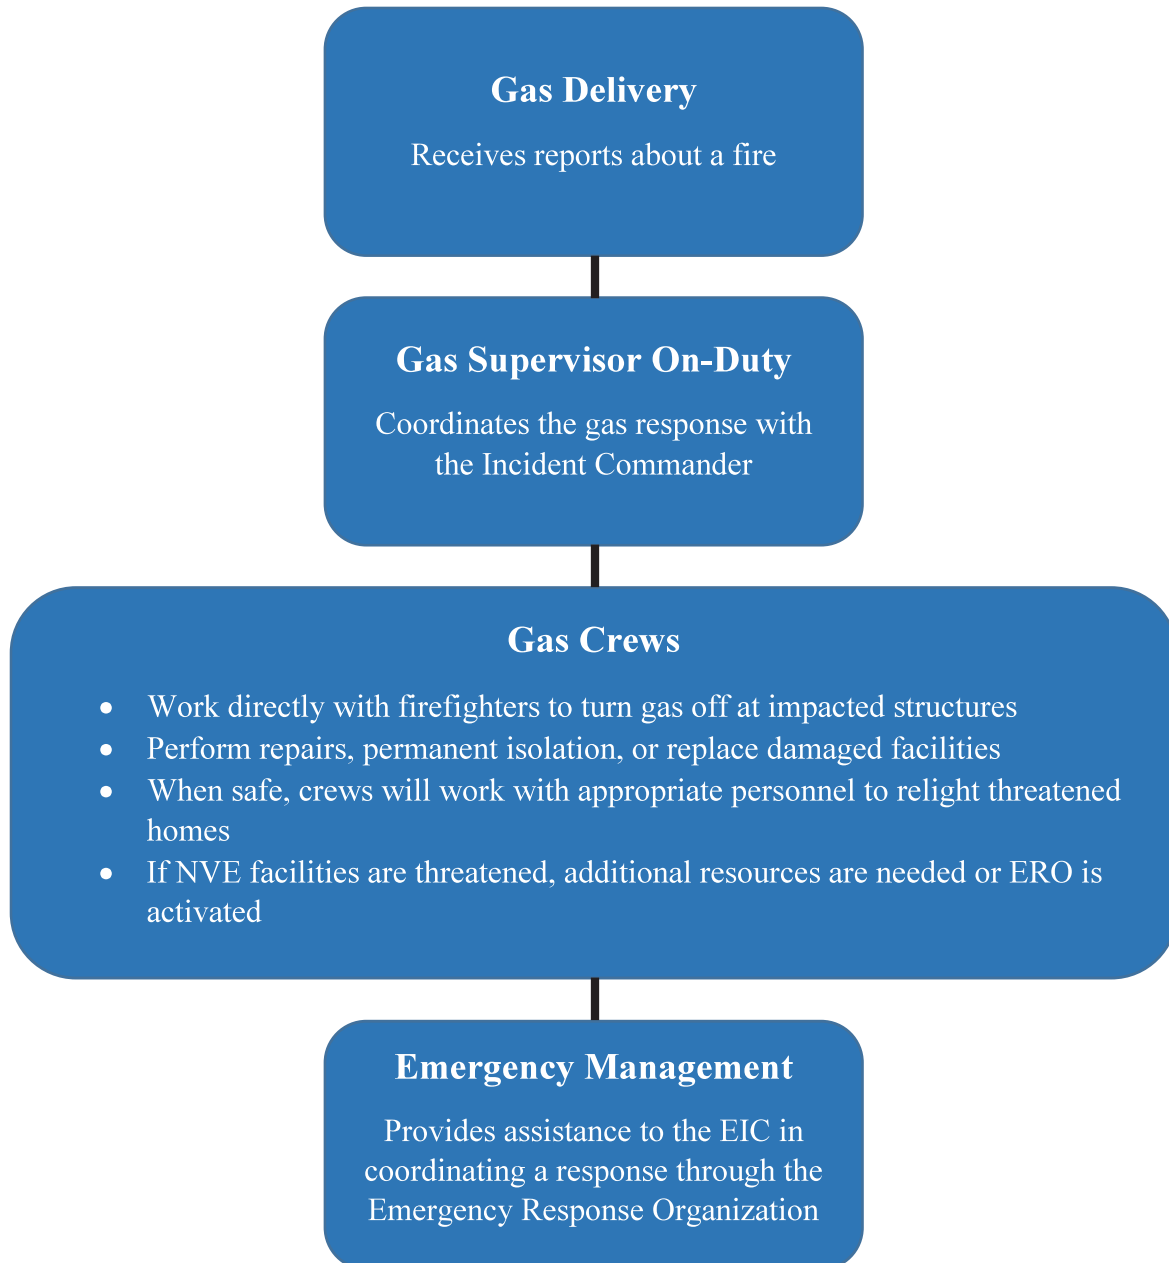 Gas Delivery
Receives reports about a fire
Gas Supervisor On-Duty
Coordinates the gas response with
the Incident Commander
Gas Crews
• Work directly with firefighters to turn gas off at impacted structures
• Perform repairs, permanent isolation, or replace damaged facilities
• When safe, crews will work with appropriate personnel to relight threatened
homes
• If NVE facilities are threatened, additional resources are needed or ERO is
activated
Emergency Management
Provides assistance to the EIC in
coordinating a response through the
Emergency Response Organization